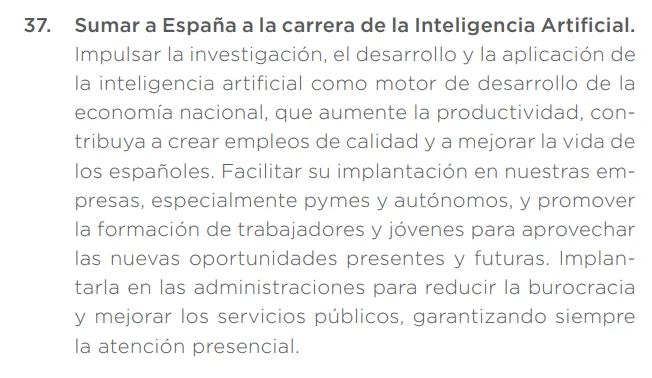 37. Sumar a España a la carrera de la Inteligencia Artificial.
Impulsar la investigación, el desarrollo y la aplicación de
la inteligencia artificial como motor de desarrollo de la
economía nacional, que aumente la productividad, con-
tribuya a crear empleos de calidad y a mejorar la vida de
los españoles. Facilitar su implantación en nuestras em-
presas, especialmente pymes y autónomos, y promover
la formación de trabajadores y jóvenes para aprovechar
las nuevas oportunidades presentes y futuras. Implan-
tarla en las administraciones para reducir la burocracia
y mejorar los servicios públicos, garantizando siempre
la atención presencial.